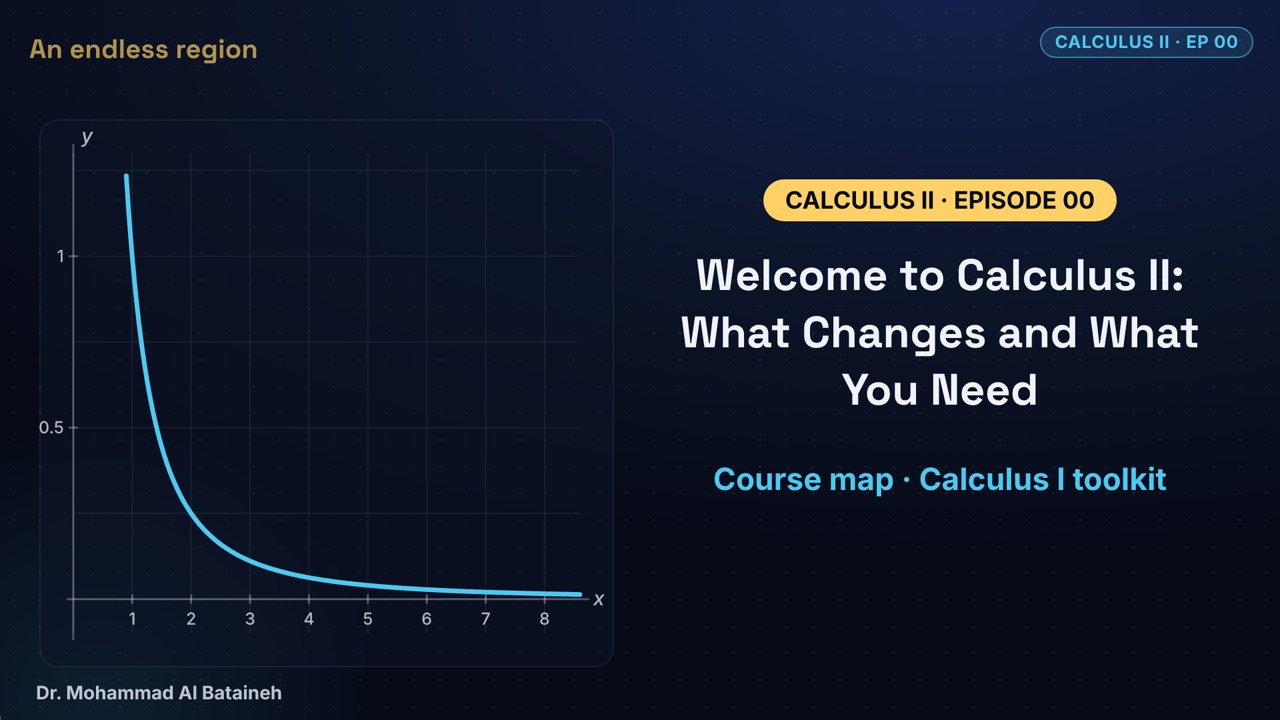 An endless region
CALCULUS II · EP 00
y
1
0.5
1 2 3 4 5 6 7 8
x
CALCULUS II · EPISODE 00
Welcome to Calculus II:
What Changes and What
You Need
Course map · Calculus I toolkit
Dr. Mohammad Al Bataineh